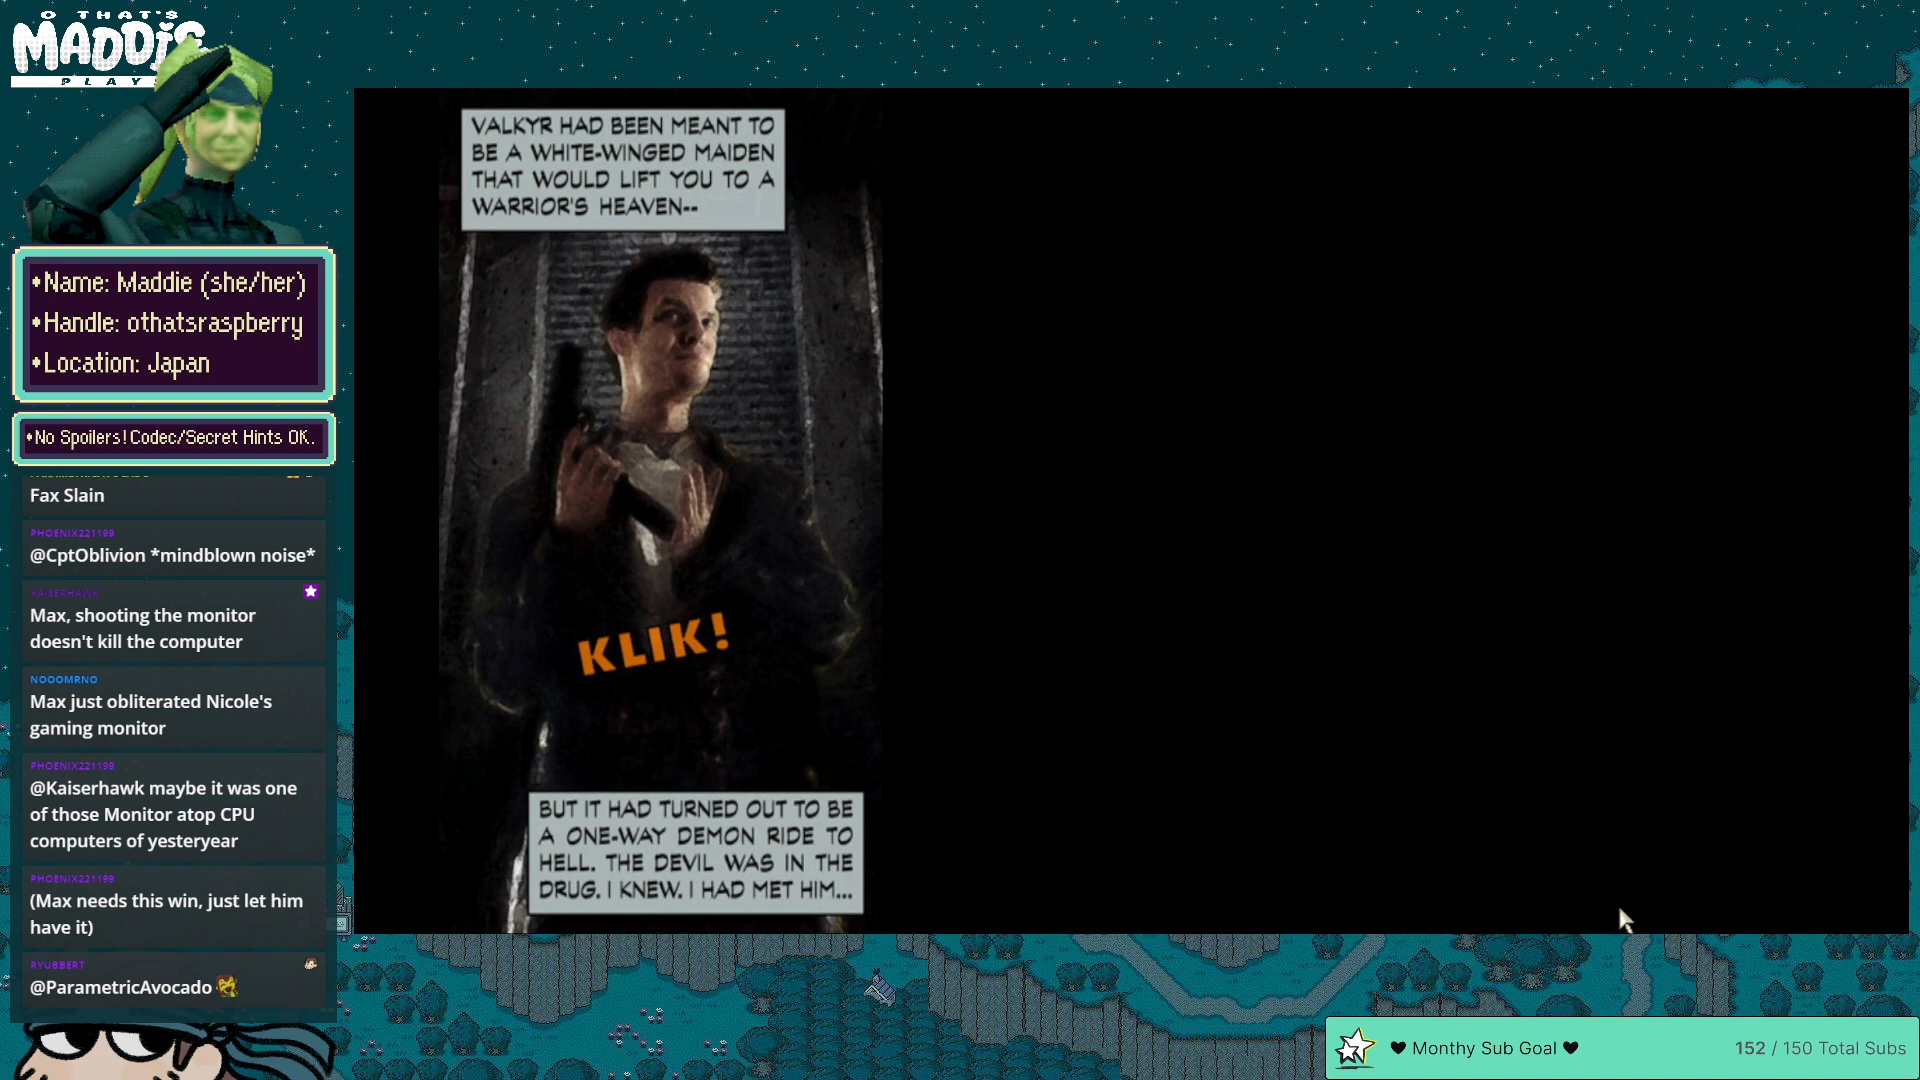 O THAT'S
MADDIE
PLAY
•Name: Maddie (she/her)
•Handle: othatsraspberry
•Location: Japan
•No Spoilers! Codec/Secret Hints OK.
Fax Slain
PHOENIX221199
@CptOblivion *mindblown noise*
KAISERHAWK
Max, shooting the monitor
doesn't kill the computer
NOOOMRNO
Max just obliterated Nicole's
gaming monitor
PHOENIX221199
@Kaiserhawk maybe it was one
of those Monitor atop CPU
computers of yesteryear
PHOENIX221199
(Max needs this win, just let him
have it)
RYUBBERT
@ParametricAvocado
VALKYR HAD BEEN MEANT TO
BE A WHITE-WINGED MAIDEN
THAT WOULD LIFT YOU TO A
WARRIOR'S HEAVEN--
KLIK!
BUT IT HAD TURNED OUT TO BE
A ONE-WAY DEMON RIDE TO
HELL. THE DEVIL WAS IN THE
DRUG. I KNEW. I HAD MET HIM...
♥ Monthy Sub Goal ♥
152 / 150 Total Subs